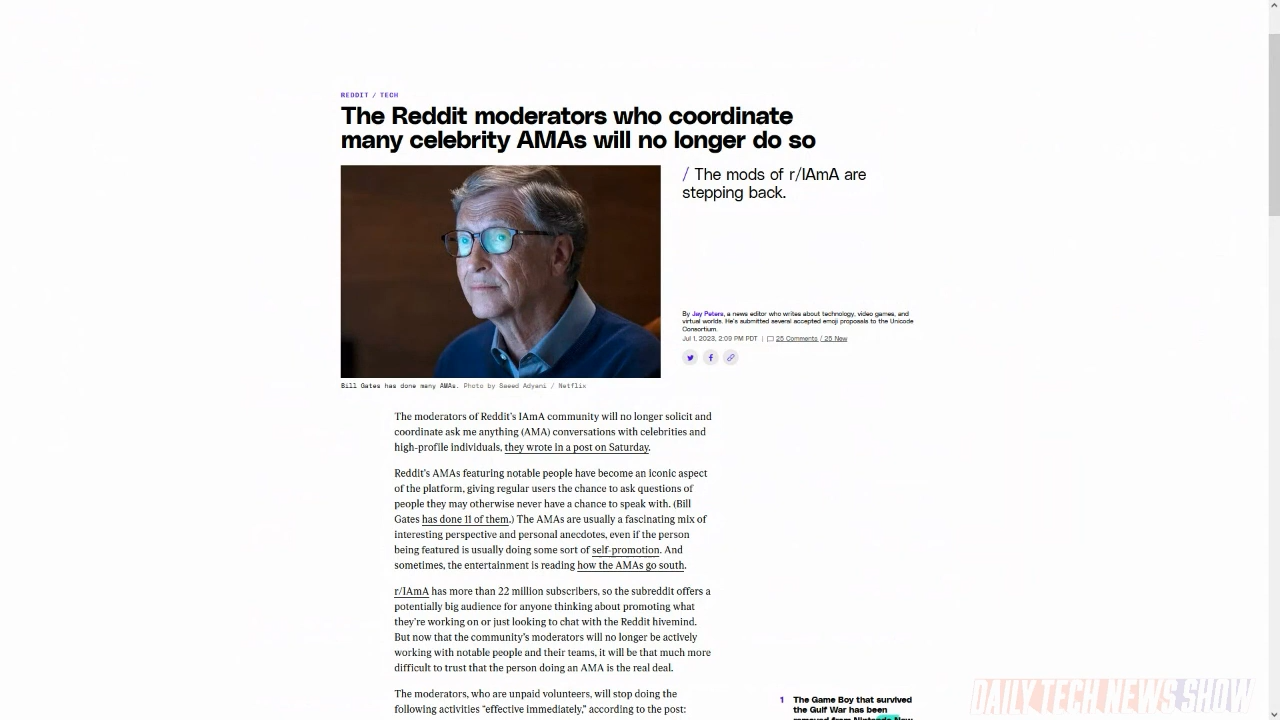 REDDIT / TECH
The Reddit moderators who coordinate
many celebrity AMAs will no longer do so
/ The mods of r/IAmA are
stepping back.
By Jay Peters, a news editor who writes about technology, video games, and
virtual worlds. He's submitted several accepted emoji proposals to the Unicode
Consortium.
Jul 1, 2023, 2:09 PM PDT | 25 Comments / 25 New
Bill Gates has done many AMAs. Photo by Saeed Adyani / Netflix
The moderators of Reddit's IAmA community will no longer solicit and
coordinate ask me anything (AMA) conversations with celebrities and
high-profile individuals, they wrote in a post on Saturday.
Reddit's AMAs featuring notable people have become an iconic aspect
of the platform, giving regular users the chance to ask questions of
people they may otherwise never have a chance to speak with. (Bill
Gates has done 11 of them.) The AMAs are usually a fascinating mix of
interesting perspective and personal anecdotes, even if the person
being featured is usually doing some sort of self-promotion. And
sometimes, the entertainment is reading how the AMAs go south.
r/IAmA has more than 22 million subscribers, so the subreddit offers a
potentially big audience for anyone thinking about promoting what
they're working on or just looking to chat with the Reddit hivemind.
But now that the community's moderators will no longer be actively
working with notable people and their teams, it will be that much more
difficult to trust that the person doing an AMA is the real deal.
The moderators, who are unpaid volunteers, will stop doing the
following activities "effective immediately," according to the post:
1 The Game Boy that survived
the Gulf War has been
removed from Nintendo New
DAILY TECH NEWS SHOW